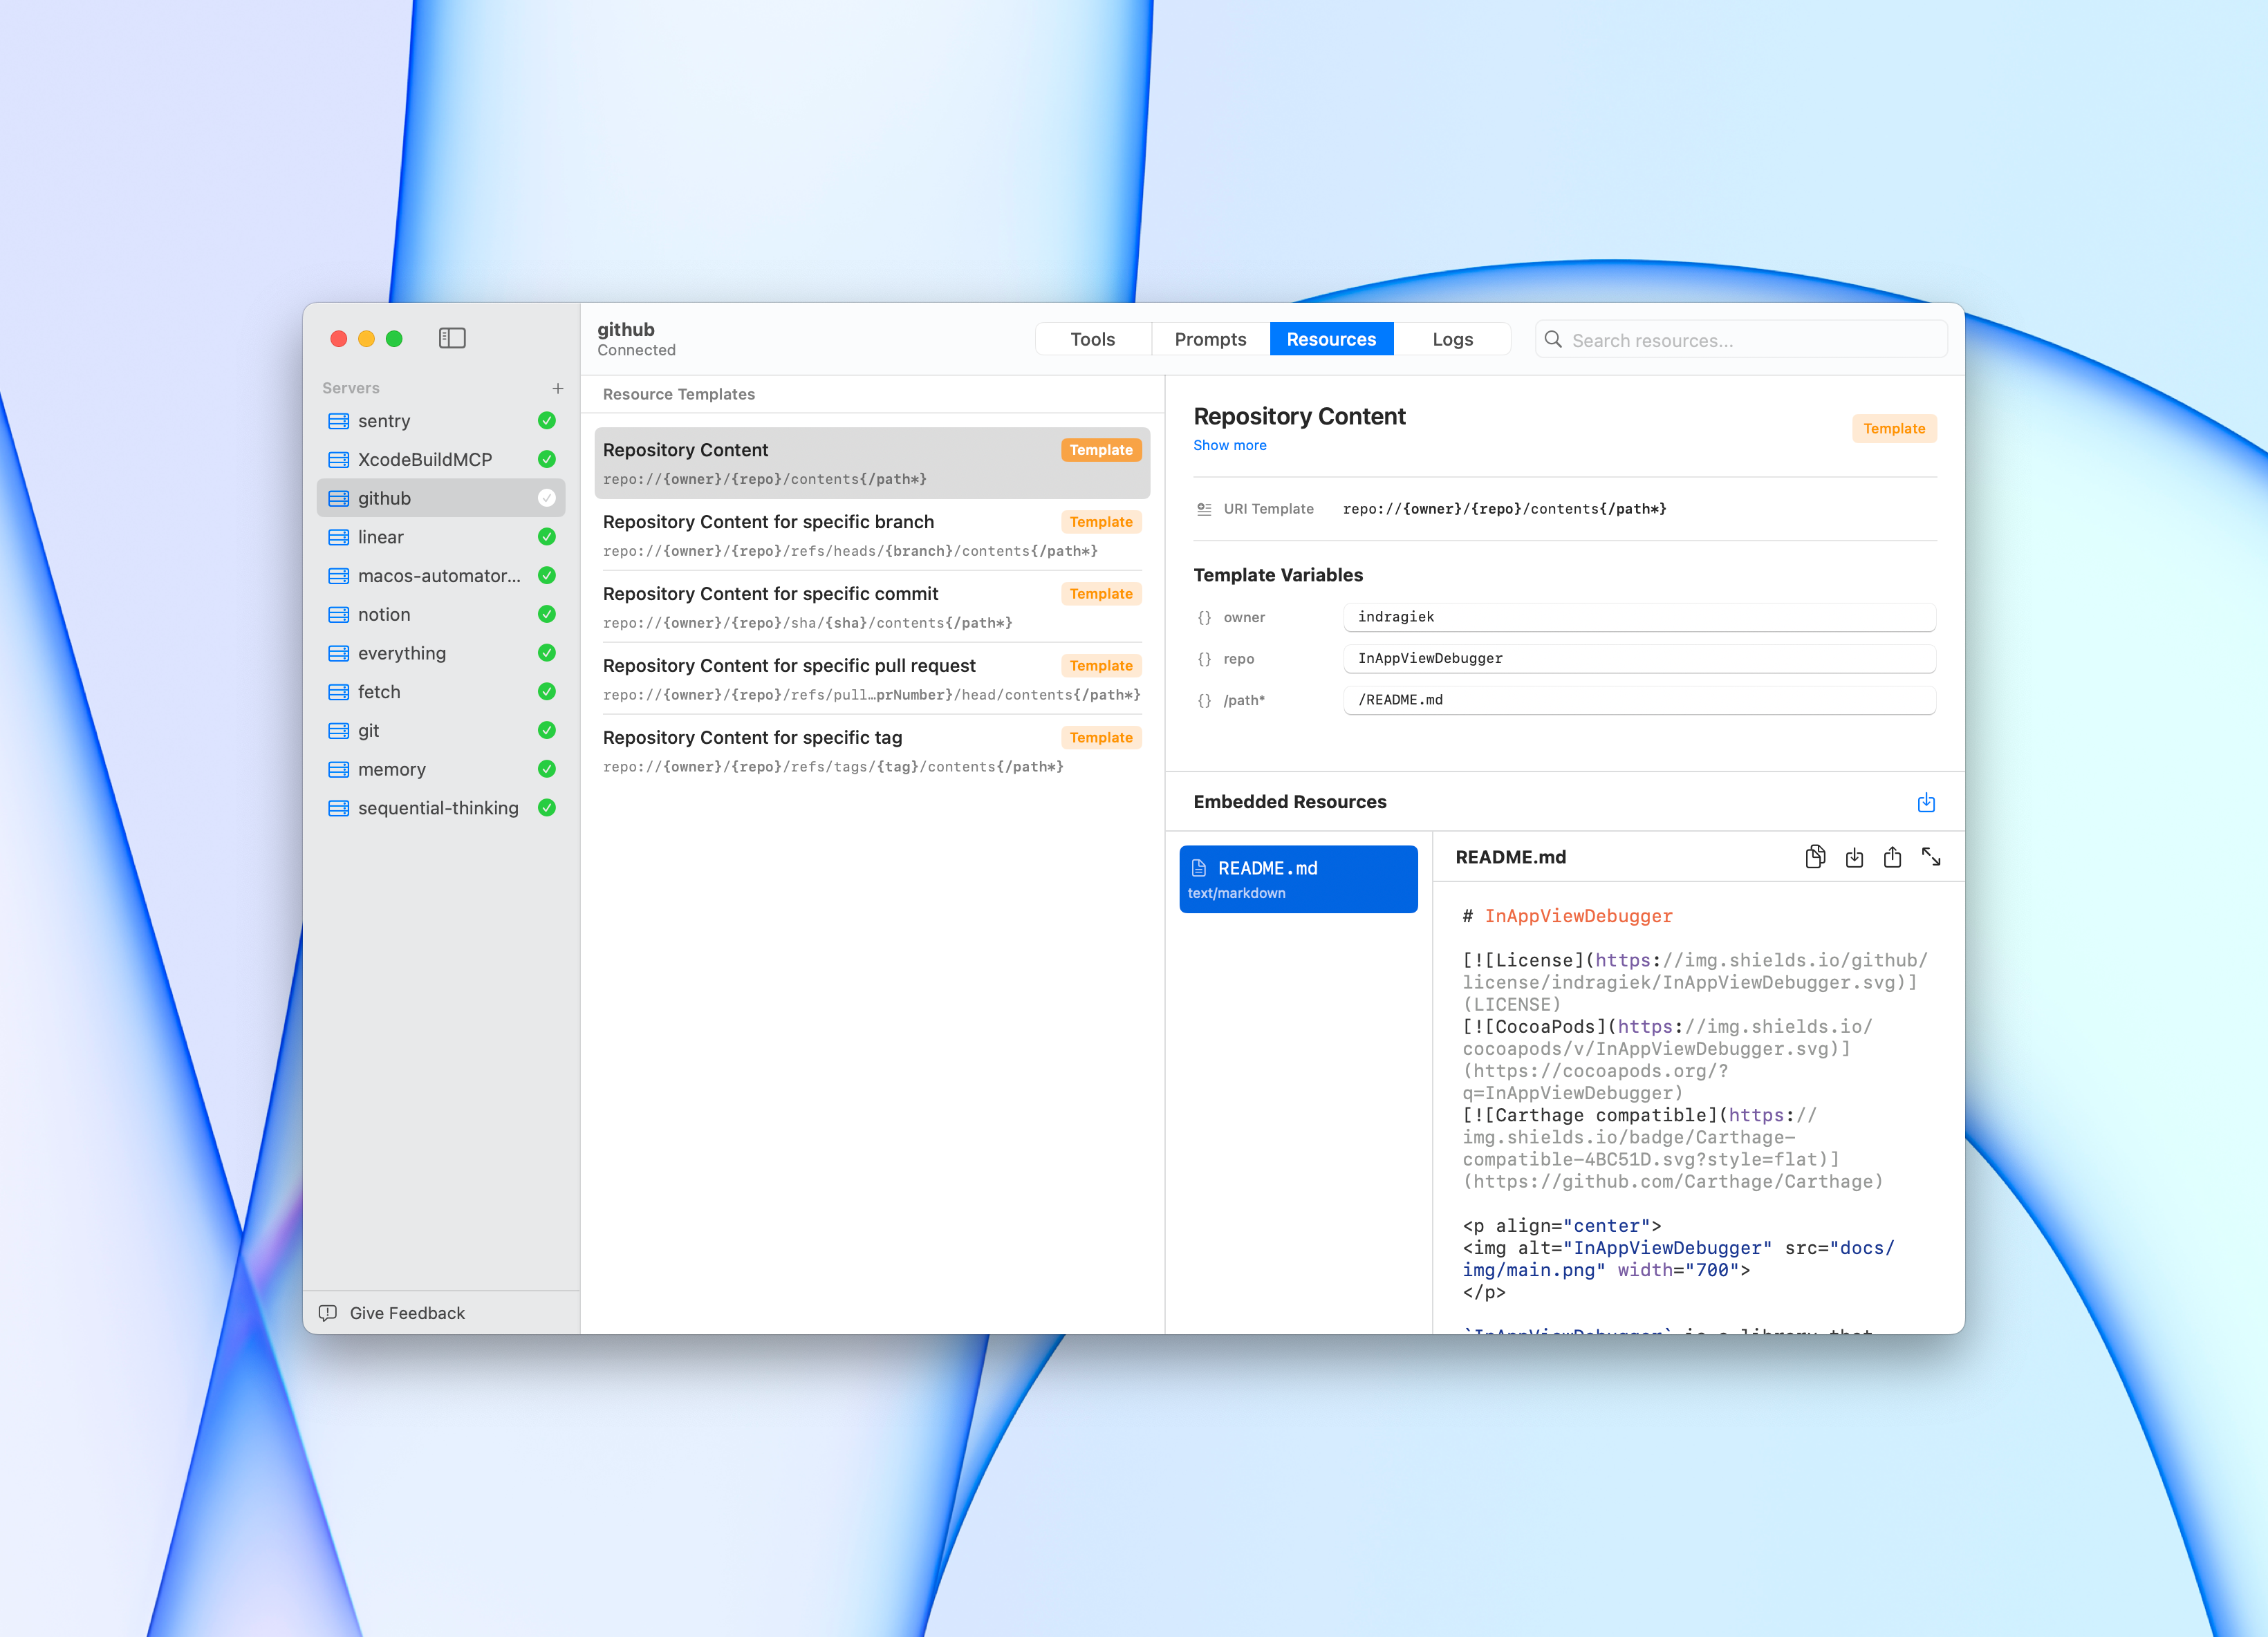 github
Connected
Tools
Prompts
Resources
Logs
Search resources...
Servers
+
sentry
XcodeBuildMCP
github
linear
macos-automator...
notion
everything
fetch
git
memory
sequential-thinking
Give Feedback
Resource Templates
Repository Content
Template
repo://{owner}/{repo}/contents{/path*}
Repository Content for specific branch
Template
repo://{owner}/{repo}/refs/heads/{branch}/contents{/path*}
Repository Content for specific commit
Template
repo://{owner}/{repo}/sha/{sha}/contents{/path*}
Repository Content for specific pull request
Template
repo://{owner}/{repo}/refs/pull…prNumber}/head/contents{/path*}
Repository Content for specific tag
Template
repo://{owner}/{repo}/refs/tags/{tag}/contents{/path*}
Repository Content
Show more
Template
URI Template
repo://{owner}/{repo}/contents{/path*}
Template Variables
{} owner
indragiek
{} repo
InAppViewDebugger
{} /path*
/README.md
Embedded Resources
README.md
text/markdown
README.md
# InAppViewDebugger
[![License](https://img.shields.io/github/
license/indragiek/InAppViewDebugger.svg)]
(LICENSE)
[![CocoaPods](https://img.shields.io/
cocoapods/v/InAppViewDebugger.svg)]
(https://cocoapods.org/?
q=InAppViewDebugger)
[![Carthage compatible](https://
img.shields.io/badge/Carthage-
compatible-4BC51D.svg?style=flat)]
(https://github.com/Carthage/Carthage)
<p align="center">
<img alt="InAppViewDebugger" src="docs/
img/main.png" width="700">
</p>
`InAppViewDebugger` is a library that